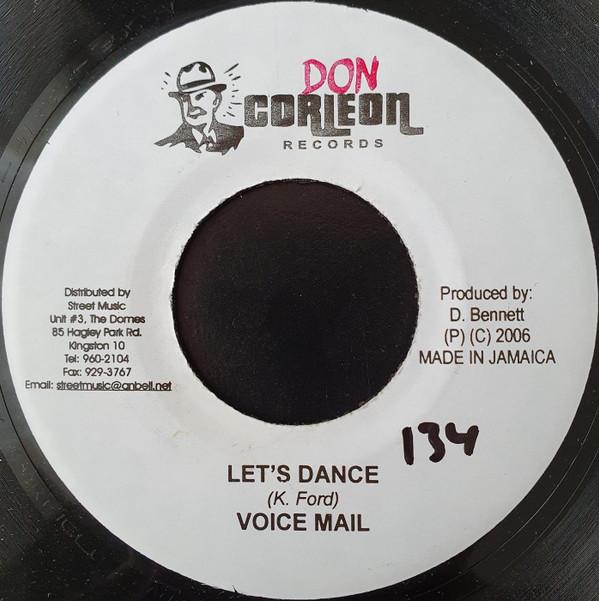 DON
CORLEON
RECORDS
Distributed by
Street Music
Unit #3, The Domes
85 Hagley Park Rd.
Kingston 10
Tel: 960-2104
Fax: 929-3767
Email: streetmusic@anbell.net
Produced by:
D. Bennett
(P) (C) 2006
MADE IN JAMAICA
134
LET'S DANCE
(K. Ford)
VOICE MAIL